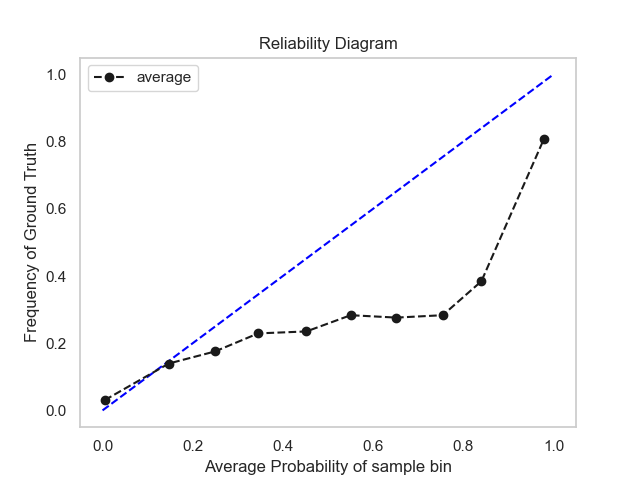 Reliability Diagram
average
1.0
0.8
0.6
0.4
0.2
0.0
Frequency of Ground Truth
0.0 0.2 0.4 0.6 0.8 1.0
Average Probability of sample bin